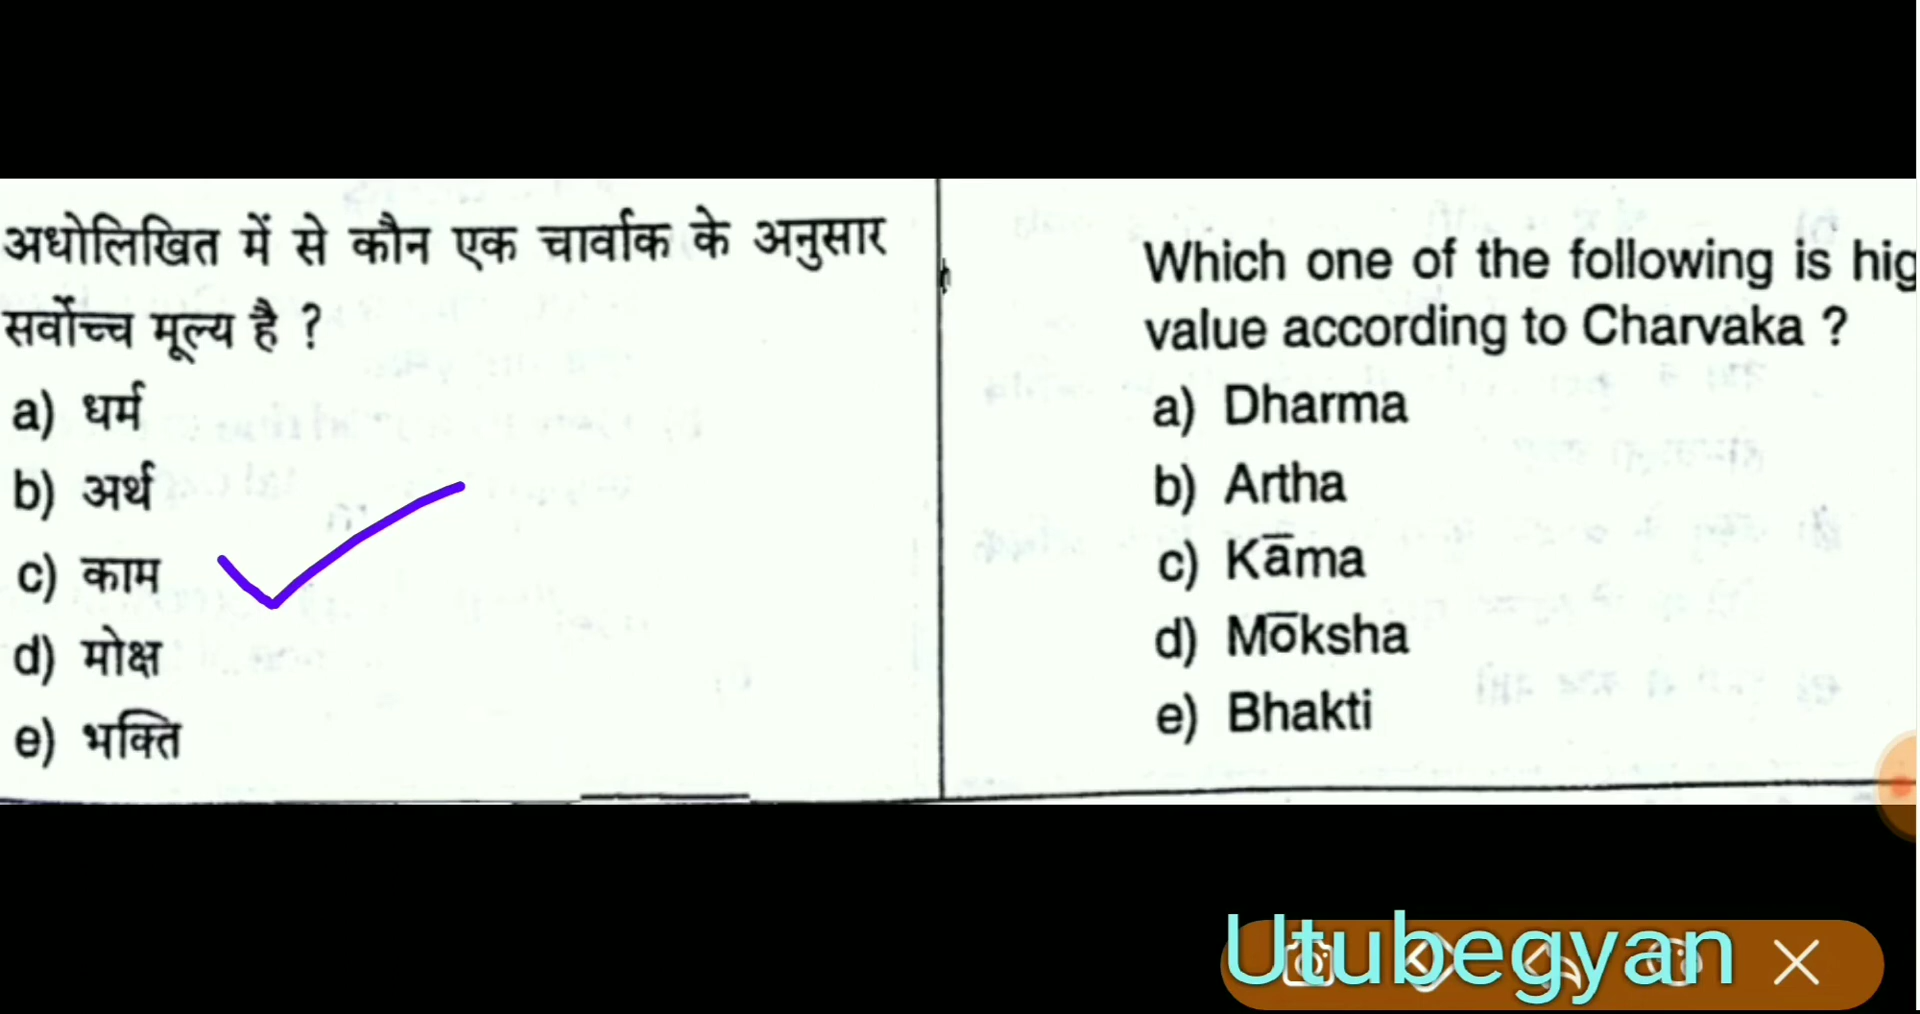 अधोलिखित में से कौन एक चार्वाक के अनुसार
सर्वोच्च मूल्य है ?
a) धर्म
b) अर्थ
c) काम
d) मोक्ष
e) भक्ति
Which one of the following is hig
value according to Charvaka ?
a) Dharma
b) Artha
c) Kāma
d) Mōksha
e) Bhakti
Utubegyan